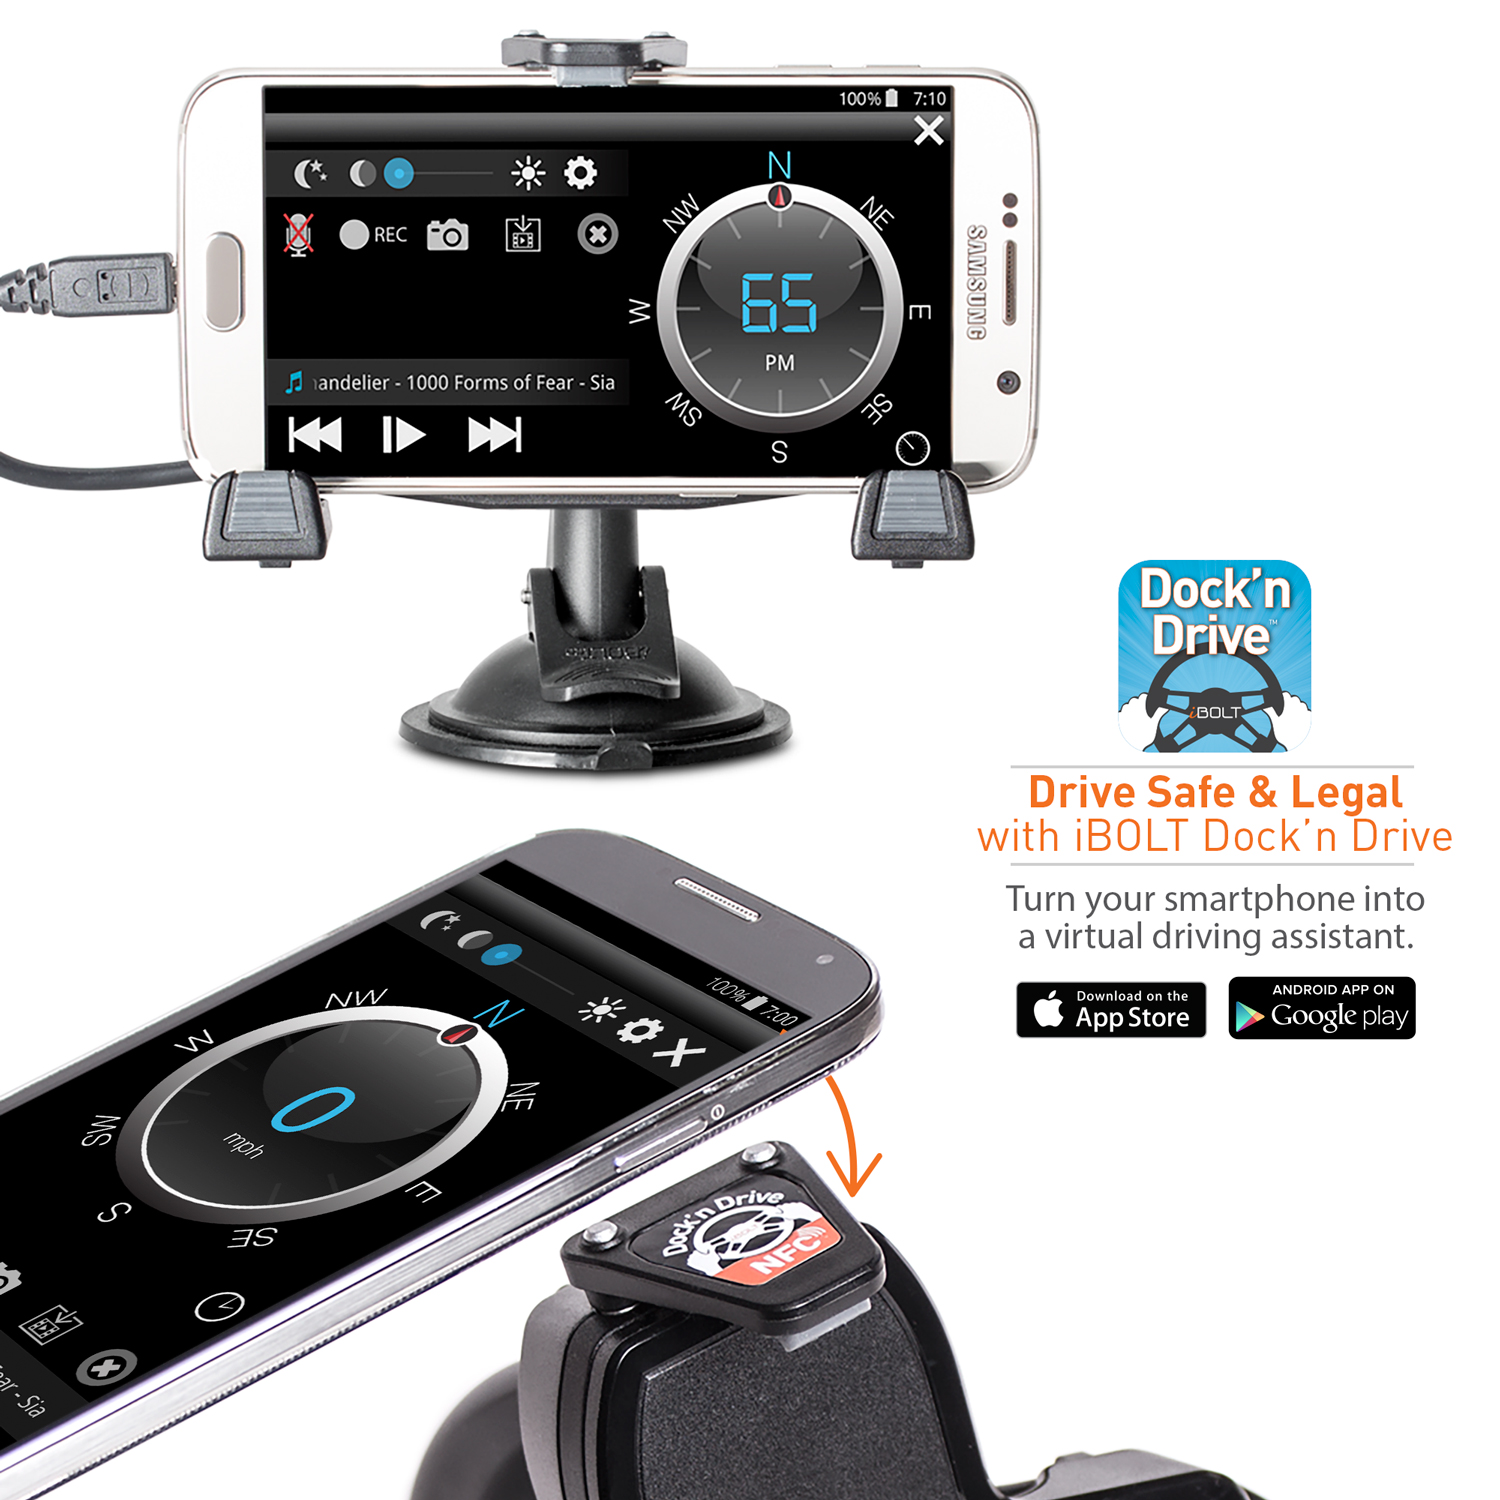 100% 7:10
REC
N
NW
NE
W
E
SW
SE
S
65
PM
andelier - 1000 Forms of Fear - Sia
SAMSUNG
Dock'n
Drive™
iBOLT
Drive Safe & Legal
with iBOLT Dock'n Drive
Turn your smartphone into
a virtual driving assistant.
Download on the
App Store
ANDROID APP ON
Google play
100% 7:00
N
NW
W
NE
SW
E
S
SE
0
mph
ear - Sia
Dock'n Drive
iBOLT
NFC